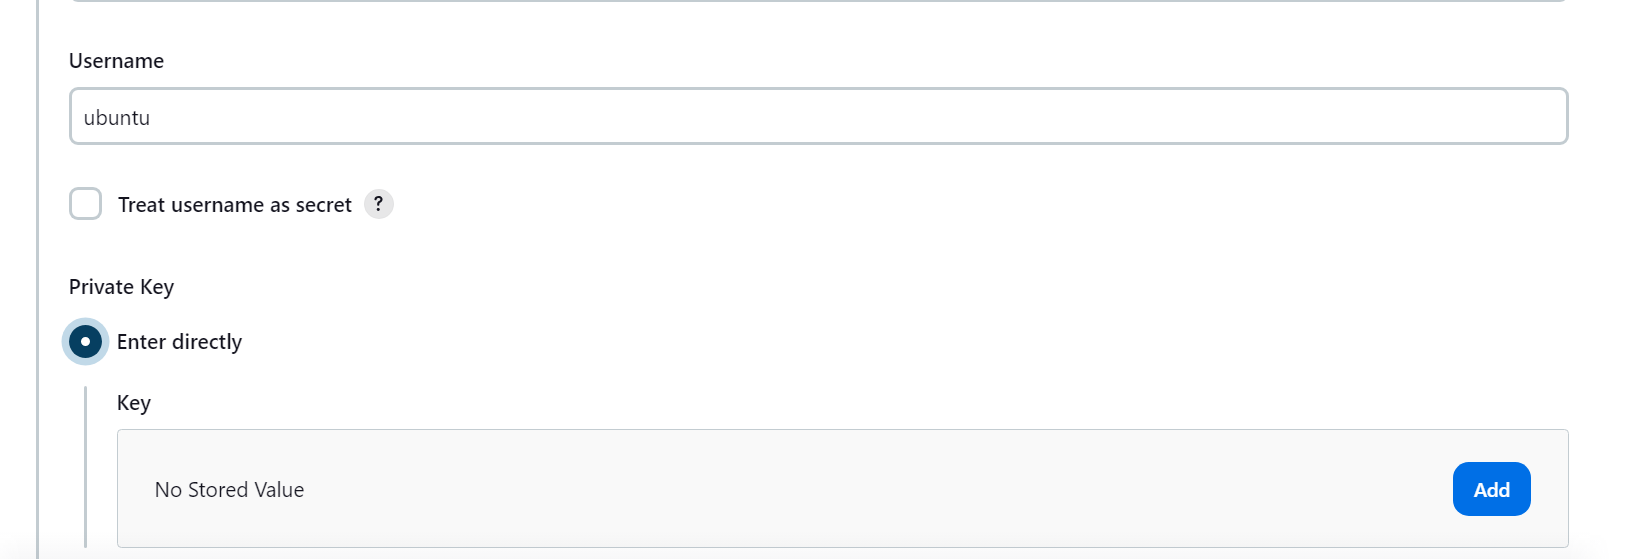 Username
ubuntu
Treat username as secret ?
Private Key
Enter directly
Key
No Stored Value Add